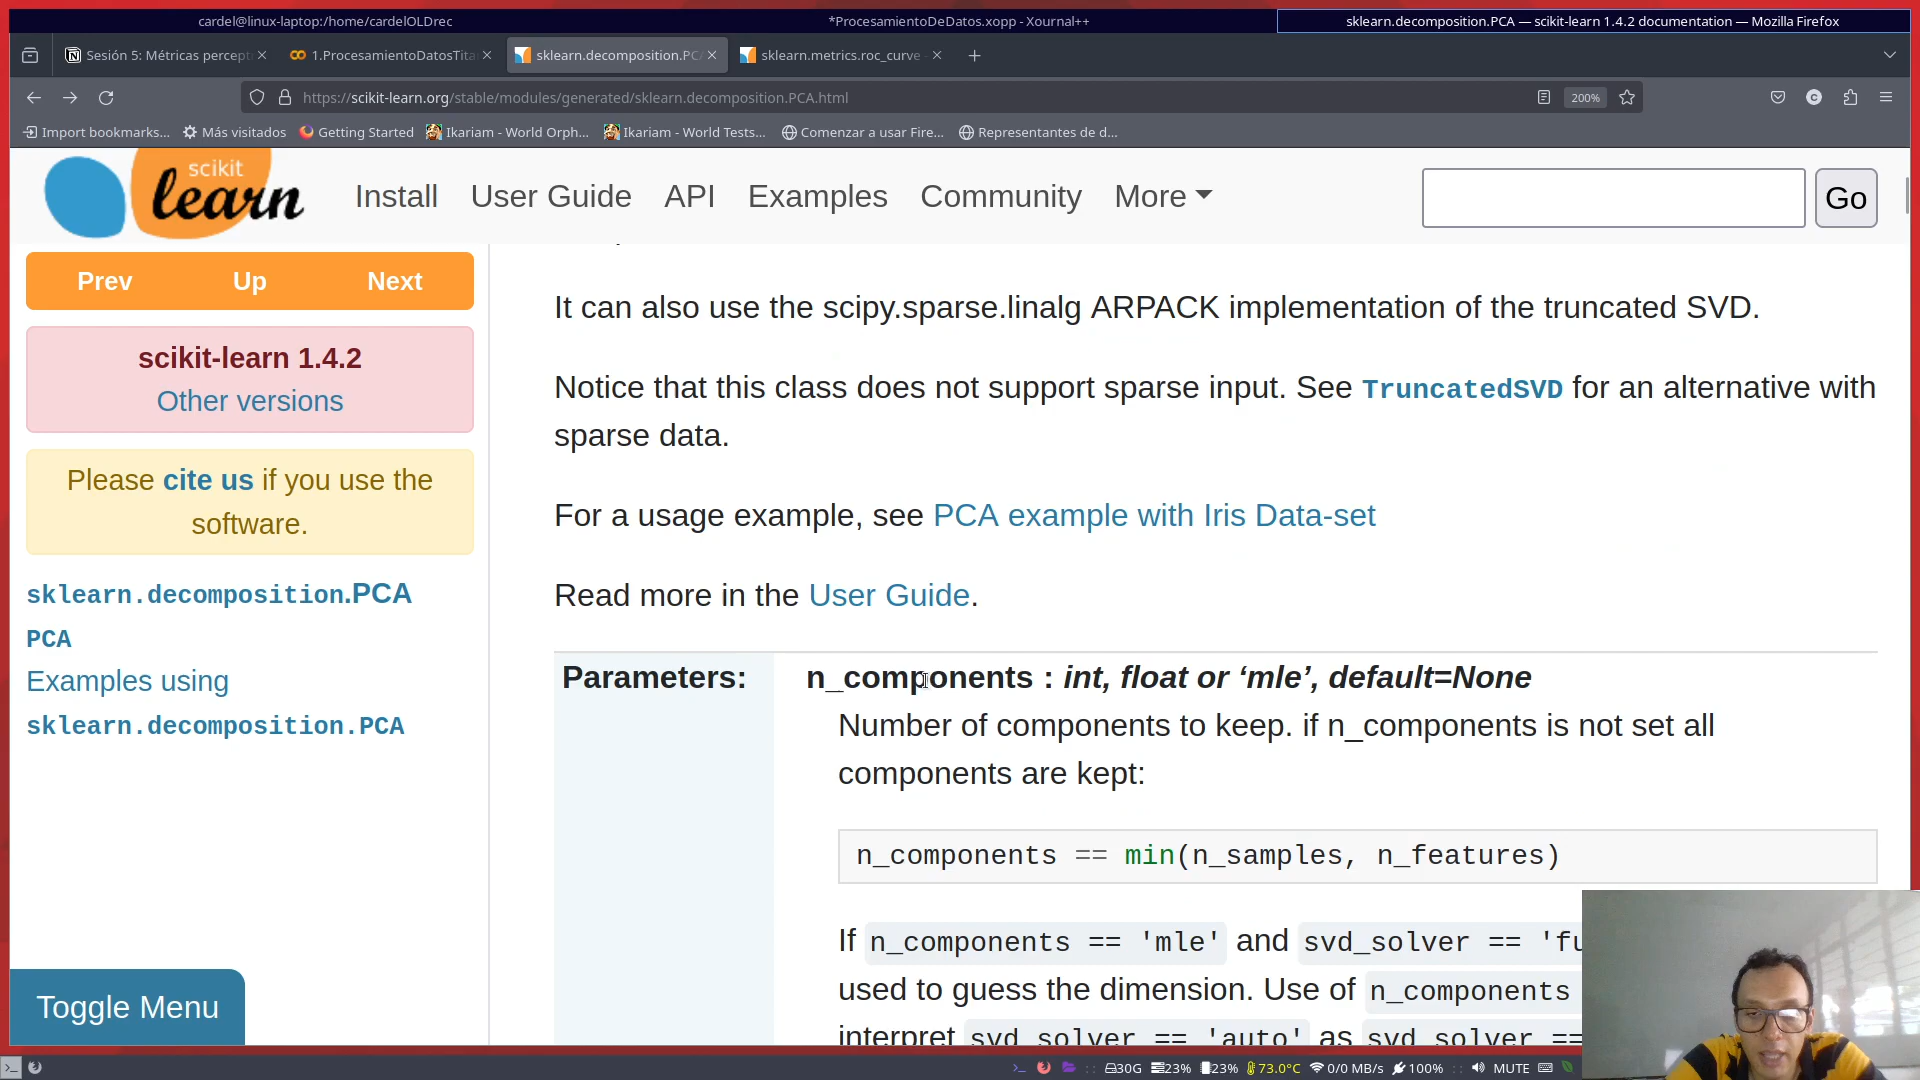 cardel@linux-laptop:/home/cardelOLDrec
*ProcesamientoDeDatos.xopp - Xournal++
sklearn.decomposition.PCA — scikit-learn 1.4.2 documentation — Mozilla Firefox
Sesión 5: Métricas percept
1.ProcesamientoDatosTita
sklearn.decomposition.PC
sklearn.metrics.roc_curve
https://scikit-learn.org/stable/modules/generated/sklearn.decomposition.PCA.html
200%
Import bookmarks...
Más visitados
Getting Started
Ikariam - World Orph...
Ikariam - World Tests...
Comenzar a usar Fire...
Representantes de d...
scikit
learn
Install
User Guide
API
Examples
Community
More
Go
Prev
Up
Next
scikit-learn 1.4.2
Other versions
Please cite us if you use the
software.
sklearn.decomposition.PCA
PCA
Examples using
sklearn.decomposition.PCA
Toggle Menu
It can also use the scipy.sparse.linalg ARPACK implementation of the truncated SVD.
Notice that this class does not support sparse input. See TruncatedSVD for an alternative with
sparse data.
For a usage example, see PCA example with Iris Data-set
Read more in the User Guide.
Parameters:
n_components : int, float or ‘mle’, default=None
Number of components to keep. if n_components is not set all
components are kept:
n_components == min(n_samples, n_features)
If n_components == 'mle' and svd_solver == 'fu
used to guess the dimension. Use of n_components
interpret svd_solver == 'auto' as svd_solver ==
30G
23%
23%
73.0°C
0/0 MB/s
100%
MUTE